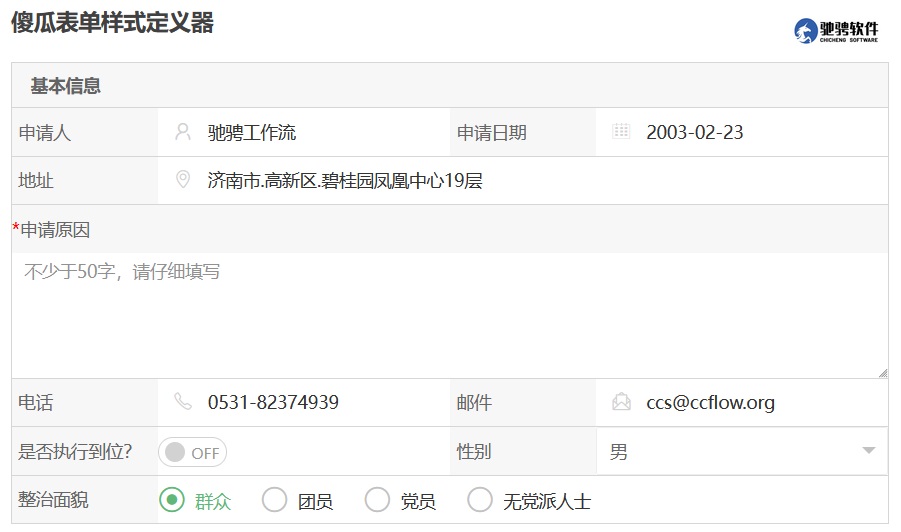 傻瓜表单样式定义器
驰骋软件
CHICHENG SOFTWARE
基本信息
申请人 驰骋工作流 申请日期 2003-02-23
地址 济南市.高新区.碧桂园凤凰中心19层
*申请原因
不少于50字，请仔细填写
电话 0531-82374939 邮件 ccs@ccflow.org
是否执行到位? OFF 性别 男
整治面貌 群众 团员 党员 无党派人士